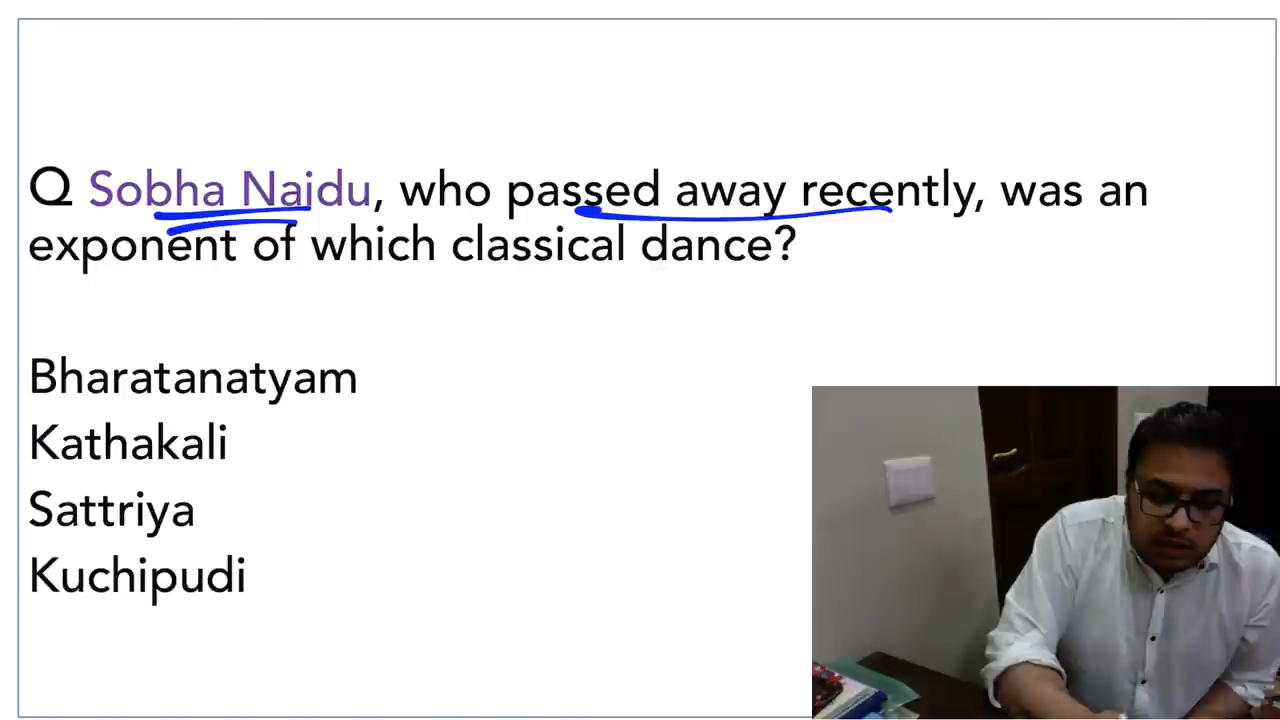 Q Sobha Naidu, who passed away recently, was an
exponent of which classical dance?
Bharatanatyam
Kathakali
Sattriya
Kuchipudi